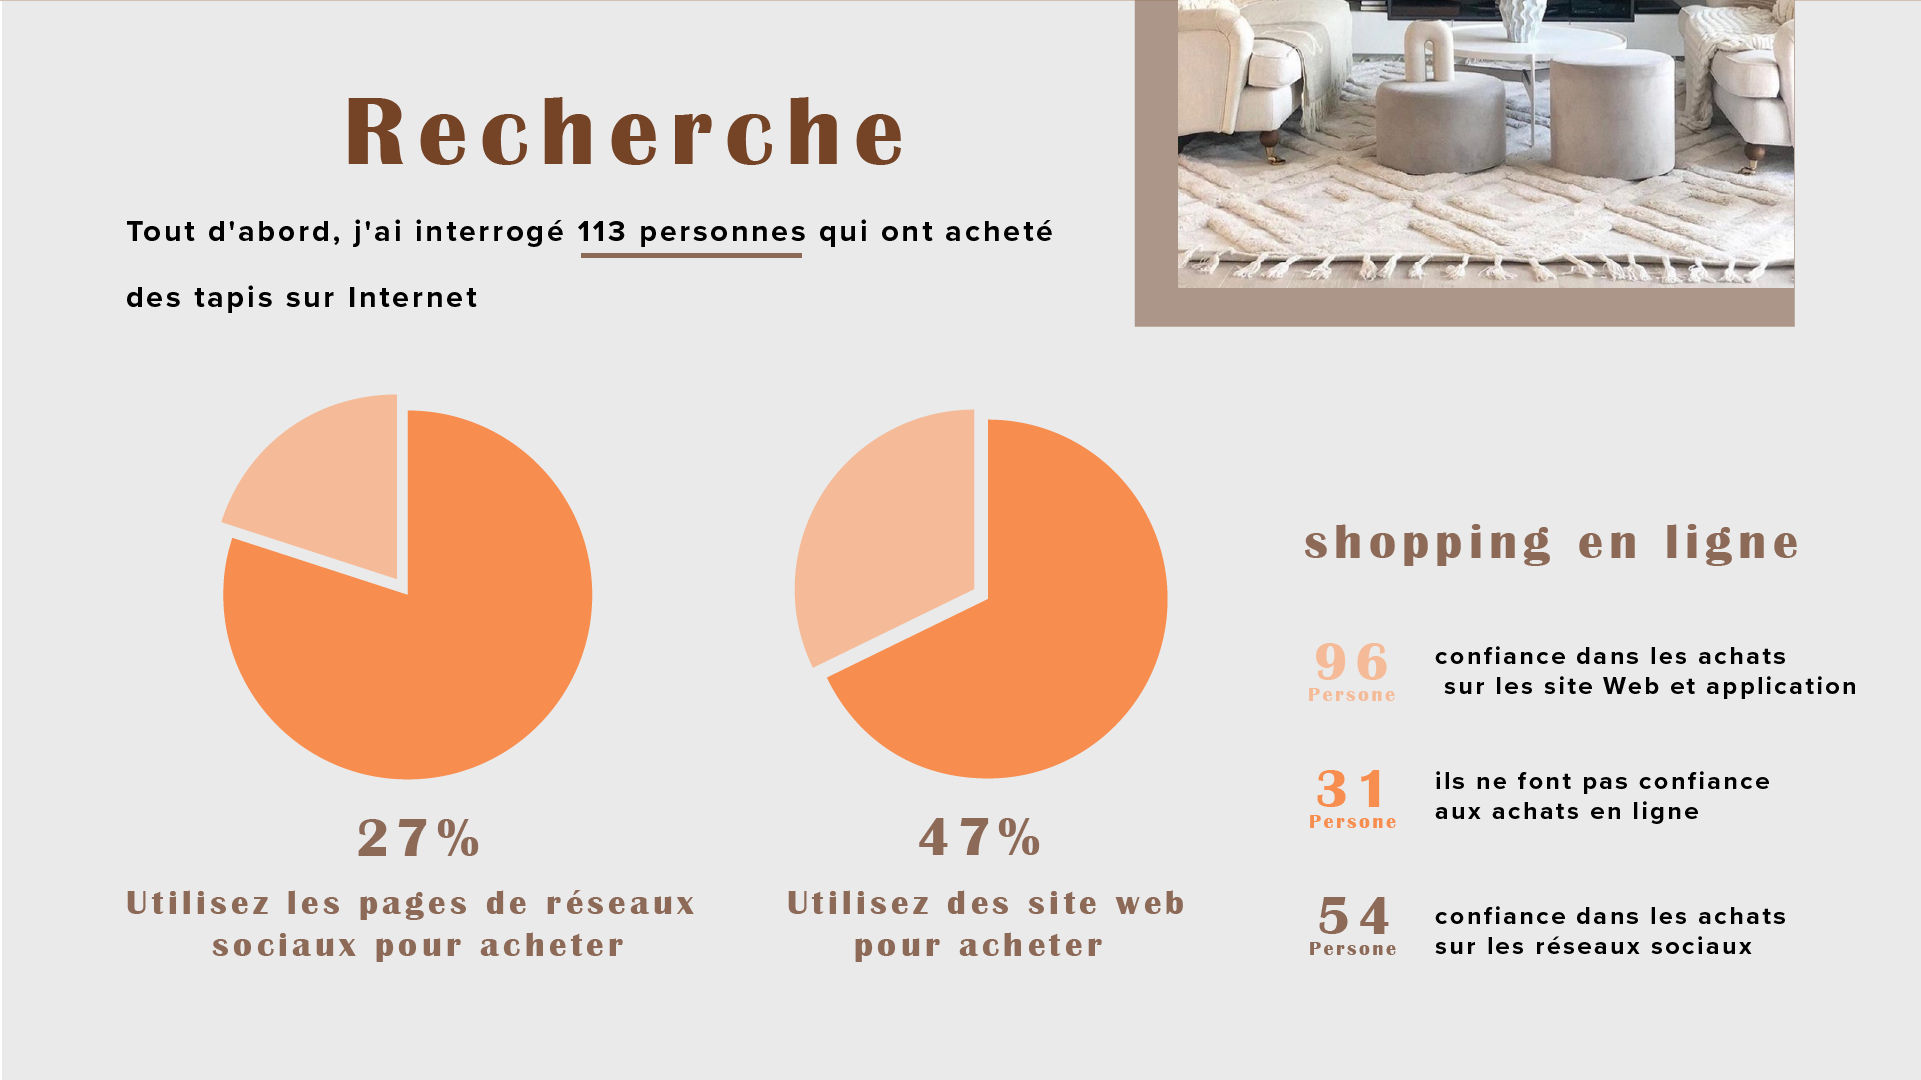 Recherche
Tout d'abord, j'ai interrogé 113 personnes qui ont acheté
des tapis sur Internet
27%
Utilisez les pages de réseaux
sociaux pour acheter
47%
Utilisez des site web
pour acheter
shopping en ligne
96
Persone
confiance dans les achats
sur les site Web et application
31
Persone
ils ne font pas confiance
aux achats en ligne
54
Persone
confiance dans les achats
sur les réseaux sociaux